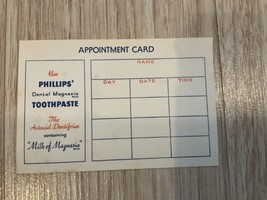 APPOINTMENT CARD
Use
PHILLIPS'
Dental Magnesia
TOOTHPASTE
The
Antacid Dentifrice
containing
"Milk of Magnesia"
NAME
DAY DATE TIME